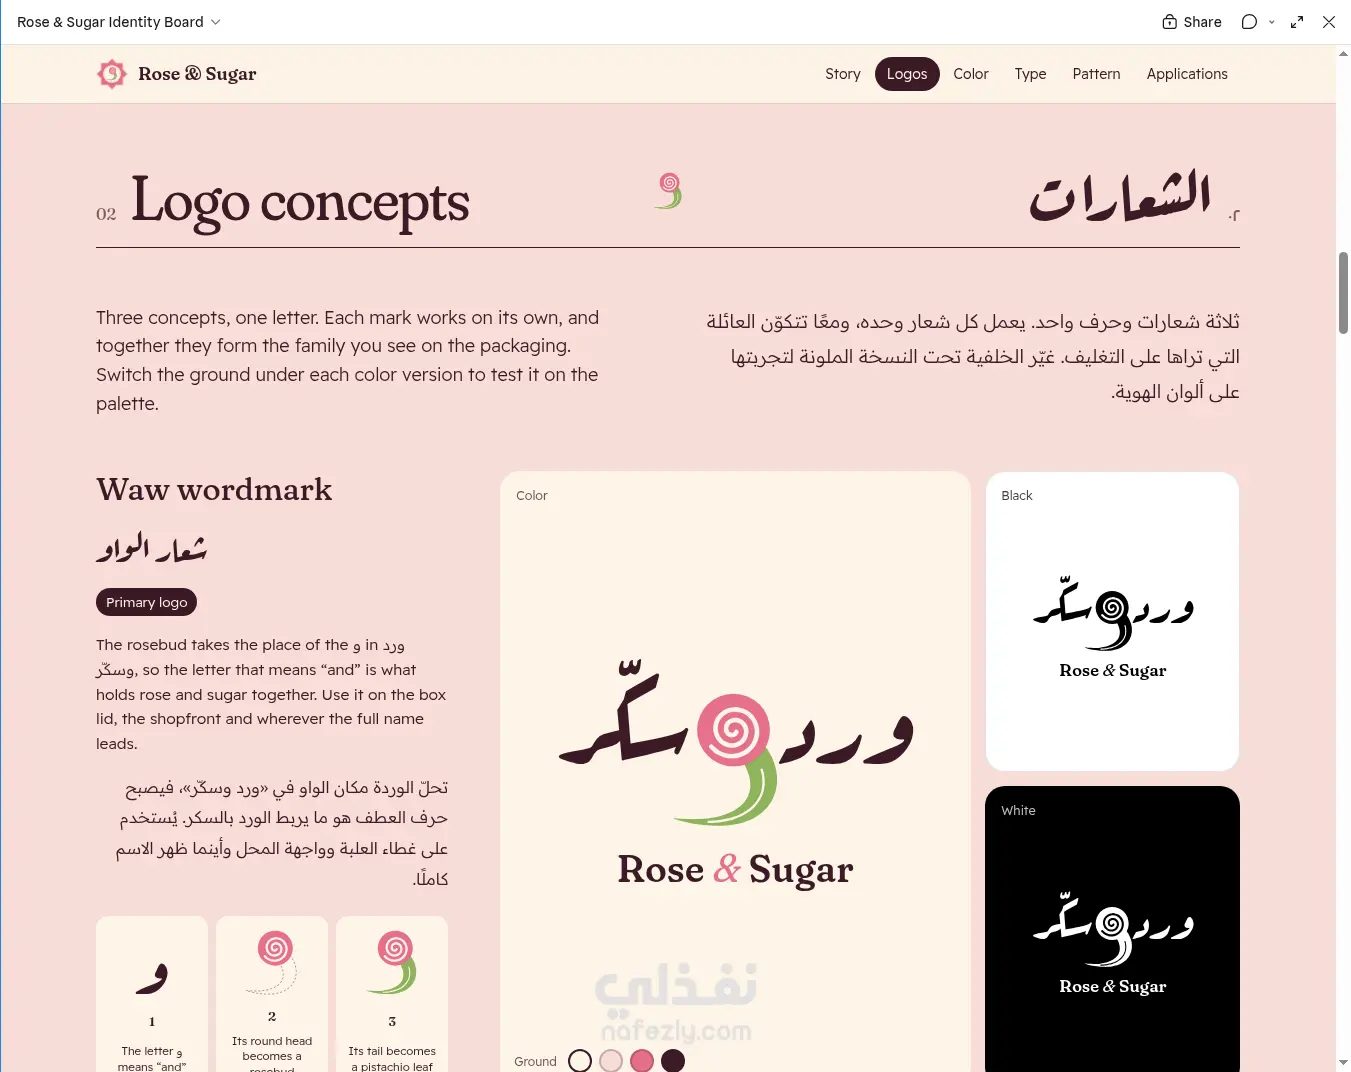 Rose & Sugar Identity Board
Share
Rose & Sugar
Story
Logos
Color
Type
Pattern
Applications
02
Logo concepts
الشعارات
٠٢
Three concepts, one letter. Each mark works on its own, and
together they form the family you see on the packaging.
Switch the ground under each color version to test it on the
palette.
ثلاثة شعارات وحرف واحد. يعمل كل شعار وحده، ومعًا تتكوّن العائلة
التي تراها على التغليف. غيّر الخلفية تحت النسخة الملونة لتجربتها
على ألوان الهوية.
Waw wordmark
شعار الواو
Primary logo
The rosebud takes the place of the و in ورد
وسكّر, so the letter that means “and” is what
holds rose and sugar together. Use it on the box
lid, the shopfront and wherever the full name
leads.
تحلّ الوردة مكان الواو في «ورد وسكّر»، فيصبح
حرف العطف هو ما يربط الورد بالسكر. يُستخدم
على غطاء العلبة وواجهة المحل وأينما ظهر الاسم
كاملًا.
1
The letter و
means “and”
2
Its round head
becomes a
rosebud
3
Its tail becomes
a pistachio leaf
Color
ورد وسكّر
Rose & Sugar
نفذلي
nafezly.com
Ground
Black
ورد وسكّر
Rose & Sugar
White
ورد وسكّر
Rose & Sugar